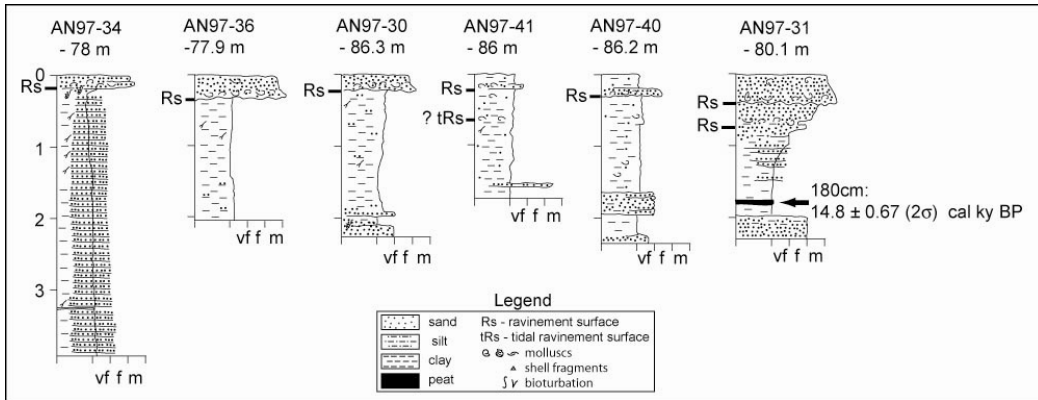 AN97-34
- 78 m
AN97-36
-77.9 m
AN97-30
- 86.3 m
AN97-41
- 86 m
AN97-40
- 86.2 m
AN97-31
- 80.1 m
0
Rs
1
2
3
vf f m
Rs
vf f m
Rs
vf f m
Rs
? tRs
vf f m
Rs
vf f m
Rs
Rs
180cm:
14.8 ± 0.67 (2σ) cal ky BP
vf f m
Legend
sand
silt
clay
peat
Rs - ravinement surface
tRs - tidal ravinement surface
molluscs
shell fragments
bioturbation